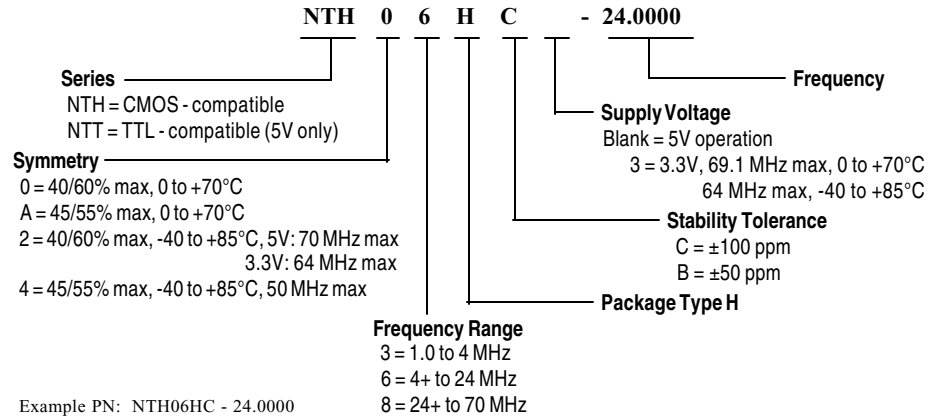 NTH 0 6 H C - 24.0000
Series
NTH = CMOS - compatible
NTT = TTL - compatible (5V only)
Symmetry
0 = 40/60% max, 0 to +70°C
A = 45/55% max, 0 to +70°C
2 = 40/60% max, -40 to +85°C, 5V: 70 MHz max
3.3V: 64 MHz max
4 = 45/55% max, -40 to +85°C, 50 MHz max
Frequency Range
3 = 1.0 to 4 MHz
6 = 4+ to 24 MHz
8 = 24+ to 70 MHz
Frequency
Supply Voltage
Blank = 5V operation
3 = 3.3V, 69.1 MHz max, 0 to +70°C
64 MHz max, -40 to +85°C
Stability Tolerance
C = ±100 ppm
B = ±50 ppm
Package Type H
Example PN: NTH06HC - 24.0000